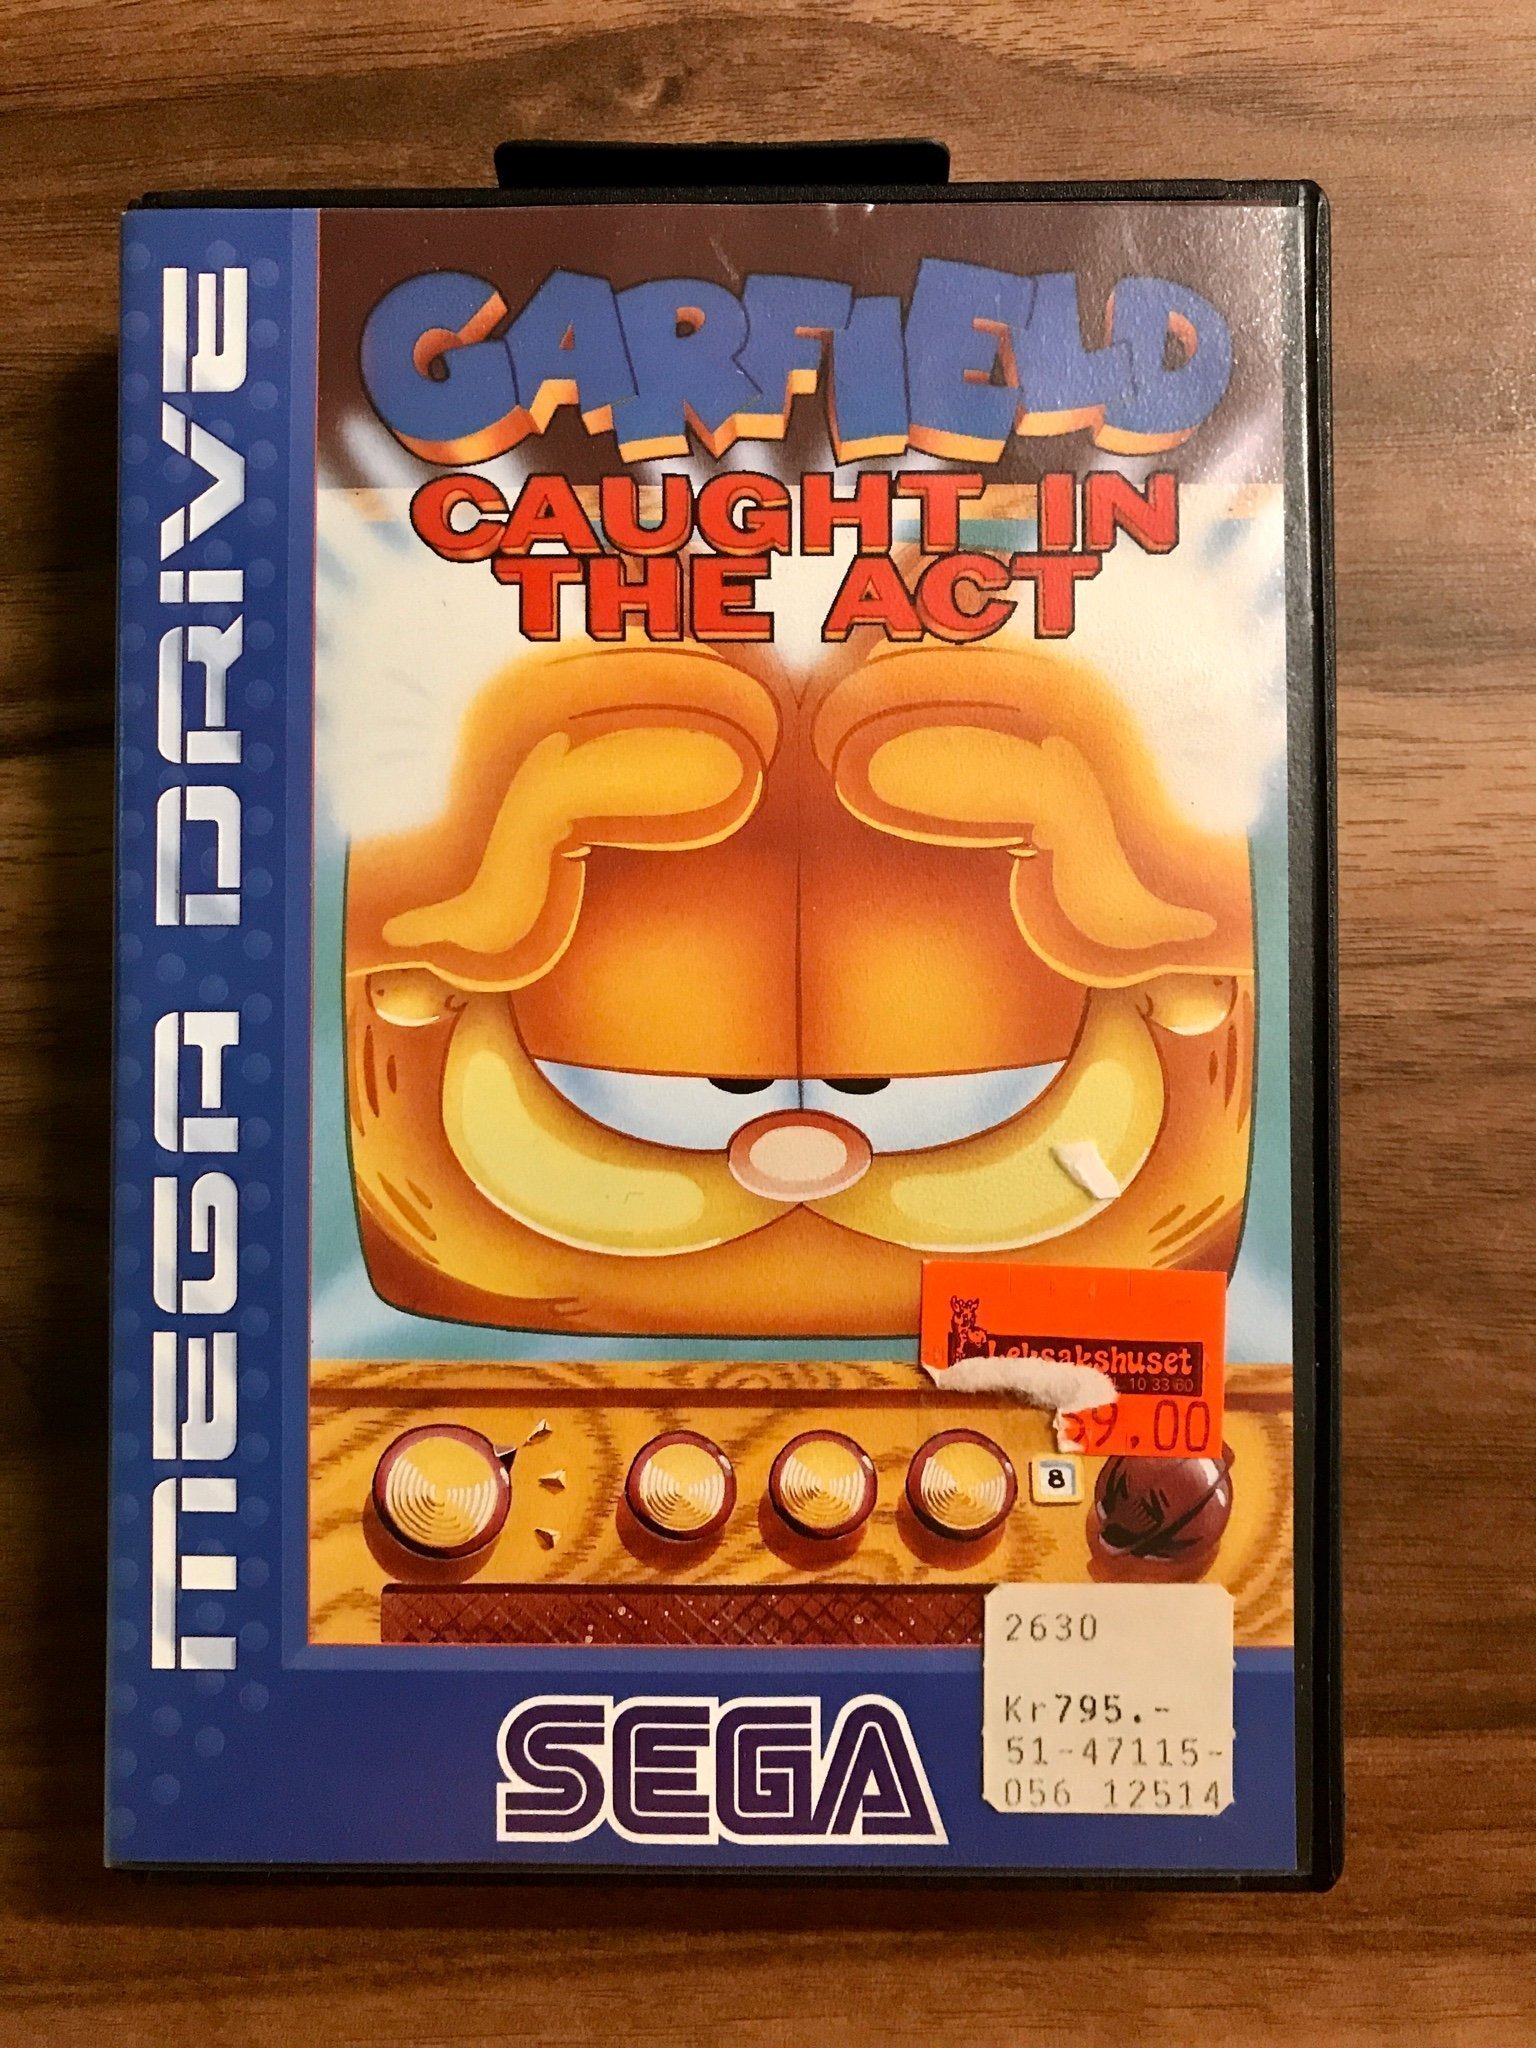 MEGA DRIVE
GARFIELD
CAUGHT IN
THE ACT
Leksakshuset
10 33 60
9.00
8
2630
Kr795.-
51-47115-
056 12514
SEGA